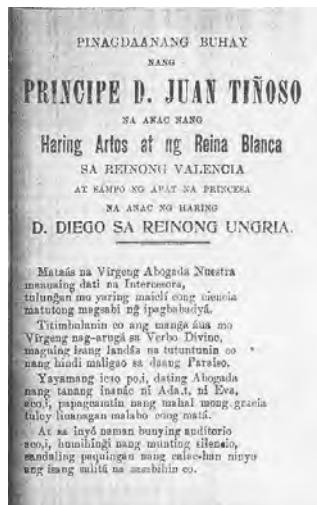 PINAGDAANANG BUHAY
NANG
PRINCIPE D. JUAN TIÑOSO
NA ANAC NANG
Haring Artos at ng Reina Blanca
SA REINONG VALENCIA
AT SAMPO NG APAT NA PRINCESA
NA ANAC NG HARING
D. DIEGO SA REINONG UNGRIA.
Mataás na Virgeng Abogada Nuestra
manuaing dati na Intercesora,
tulungan mo yaring maiclí cong ciencia
matutong magsabi ng̃ ipagbabadyá.
Titimbulanin co ang manga áua mo
Virgeng nag-arugá sa Verbo Divino,
maguing isang landás na tutuntunin co
nang hindi maligao sa daang Paraiso.
Yayamang icao po,i, dating Abogada
nang tanang inanác ni Adan,t, ni Eva,
aco,i, papagcamtin nang mahal mong gracia
tuloy linanagan malabo cong matá.
At sa inyó naman bunying auditorio
aco,i, humihingi nang munting silencio,
sandaling paquingan nang calac-han ninyo
ang isang salitá na sasabihin co.